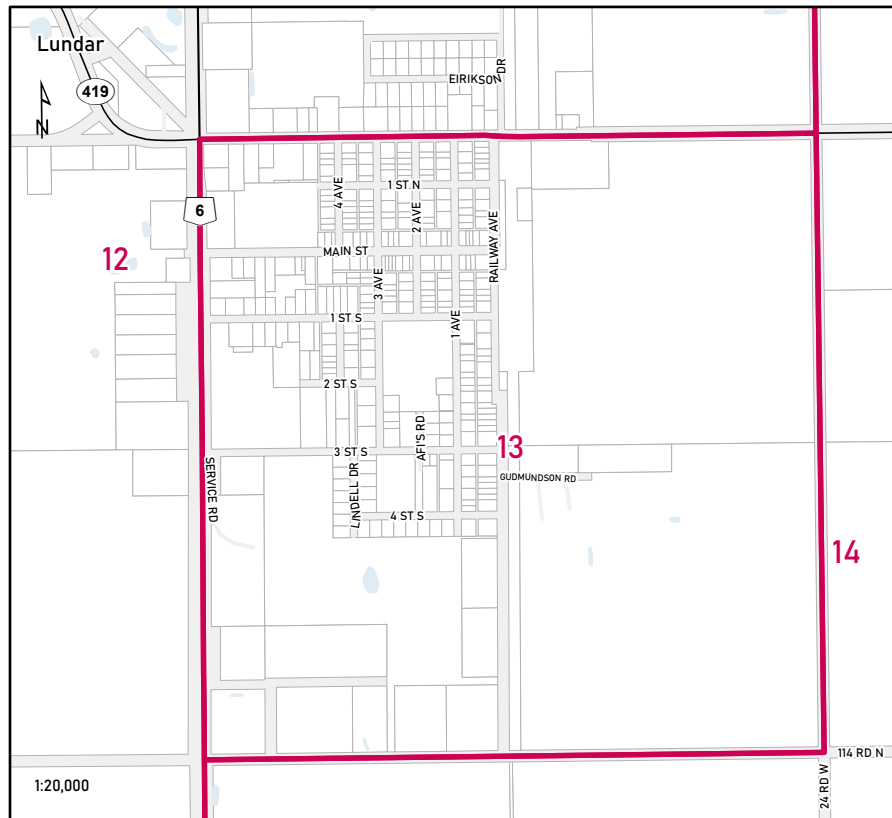 Lundar
EIRIKSON DR
419
N
1 ST N
4 AVE
2 AVE
6
RAILWAY AVE
MAIN ST
12
3 AVE
1 ST S
1 AVE
2 ST S
AFI'S RD
3 ST S
13
LINDELL DR
SERVICE RD
GUDMUNDSON RD
4 ST S
14
114 RD N
24 RD W
1:20,000